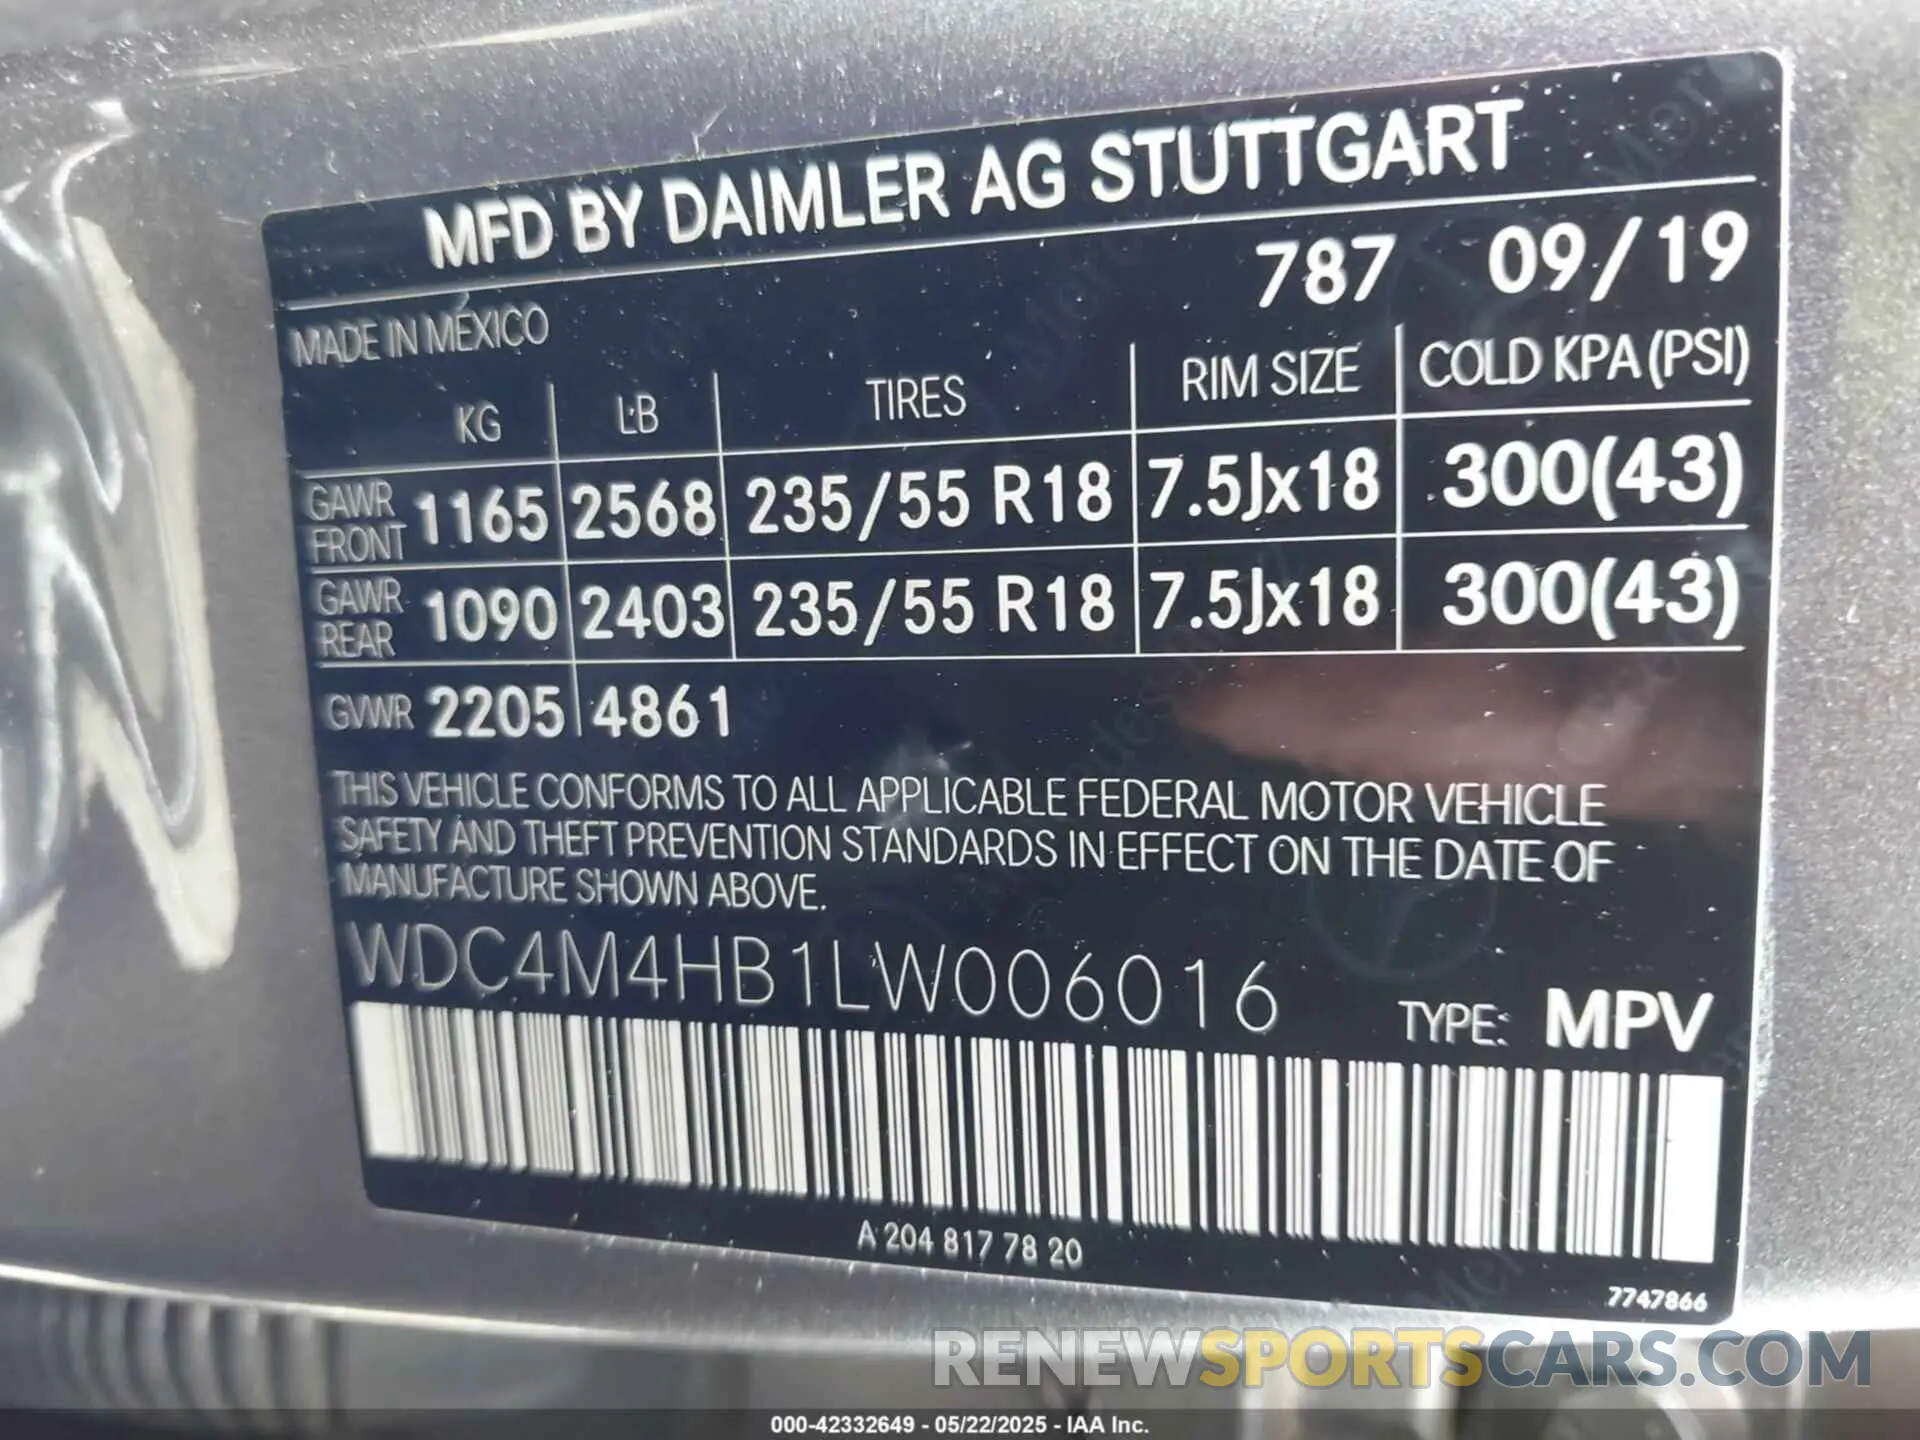 MFD BY DAIMLER AG STUTTGART
787 09/19
MADE IN MÉXICO
KG LB TIRES RIM SIZE COLD KPA (PSI)
GAWR FRONT 1165 2568 235/55 R18 7.5Jx18 300(43)
GAWR REAR 1090 2403 235/55 R18 7.5Jx18 300(43)
GVWR 2205 4861
THIS VEHICLE CONFORMS TO ALL APPLICABLE FEDERAL MOTOR VEHICLE
SAFETY AND THEFT PREVENTION STANDARDS IN EFFECT ON THE DATE OF
MANUFACTURE SHOWN ABOVE.
WDC4M4HB1LW006016
TYPE: MPV
A 204 817 78 20
7747866
RENEWSPORTSCARS.COM
000-42332649 - 05/22/2025 - IAA Inc.